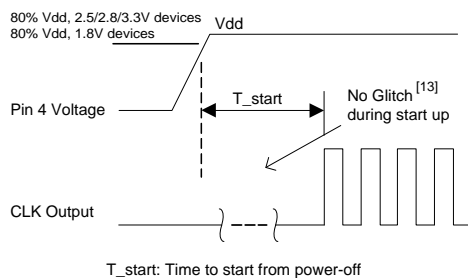 80% Vdd, 2.5/2.8/3.3V devices
80% Vdd, 1.8V devices
Vdd
T_start
No Glitch [13]
during start up
Pin 4 Voltage
CLK Output
T_start: Time to start from power-off